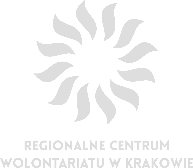 REGIONALNE CENTRUM
WOLONTARIATU W KRAKOWIE